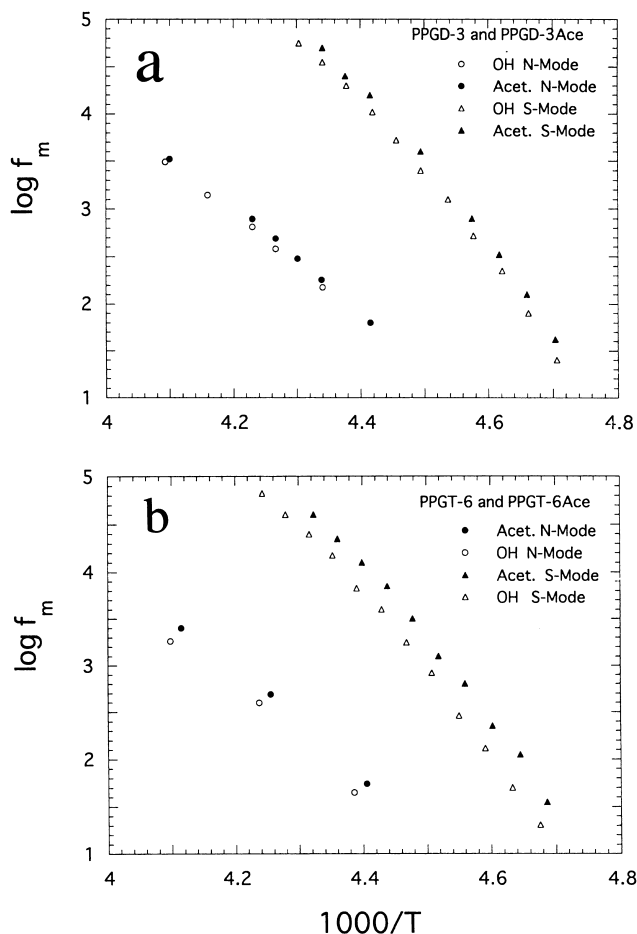 a
PPGD-3 and PPGD-3Ace
OH N-Mode
Acet. N-Mode
OH S-Mode
Acet. S-Mode
log f m
5
4
3
2
1
4
4.2
4.4
4.6
4.8
b
PPGT-6 and PPGT-6Ace
Acet. N-Mode
OH N-Mode
Acet. S-Mode
OH S-Mode
log f m
5
4
3
2
1
4
4.2
4.4
4.6
4.8
1000/T